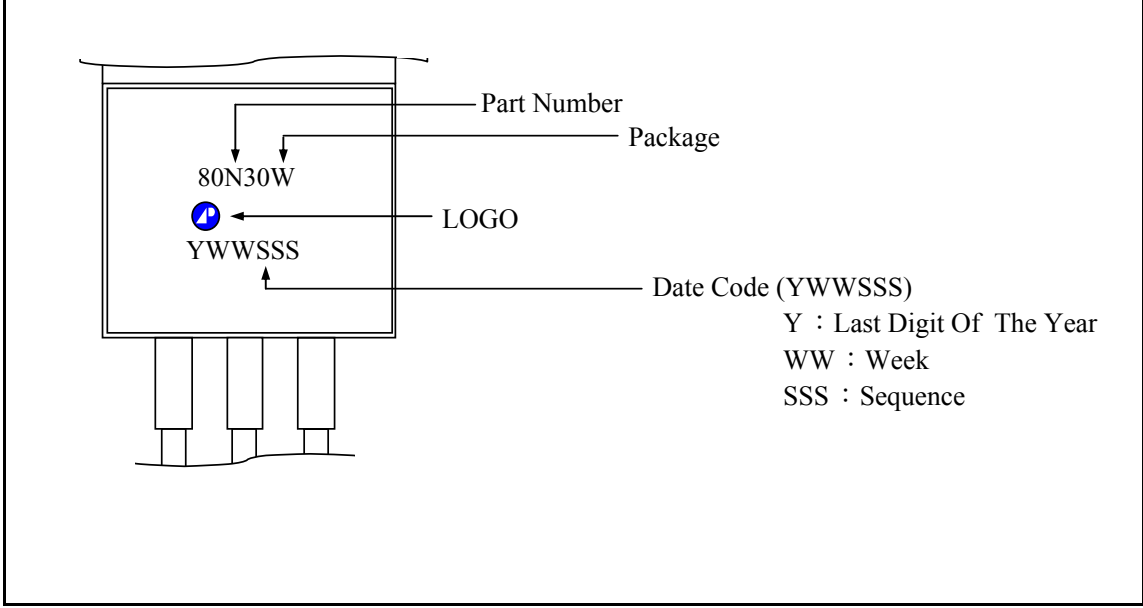 Part Number
Package
80N30W
LOGO
YWWSSS
Date Code (YWWSSS)
Y：Last Digit Of The Year
WW：Week
SSS：Sequence